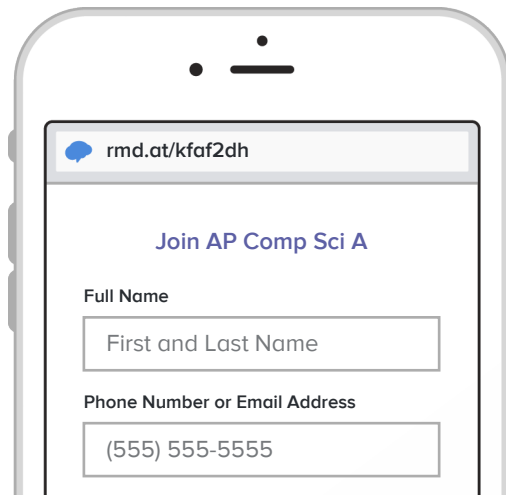 rmd.at/kfaf2dh
Join AP Comp Sci A
Full Name
First and Last Name
Phone Number or Email Address
(555) 555-5555